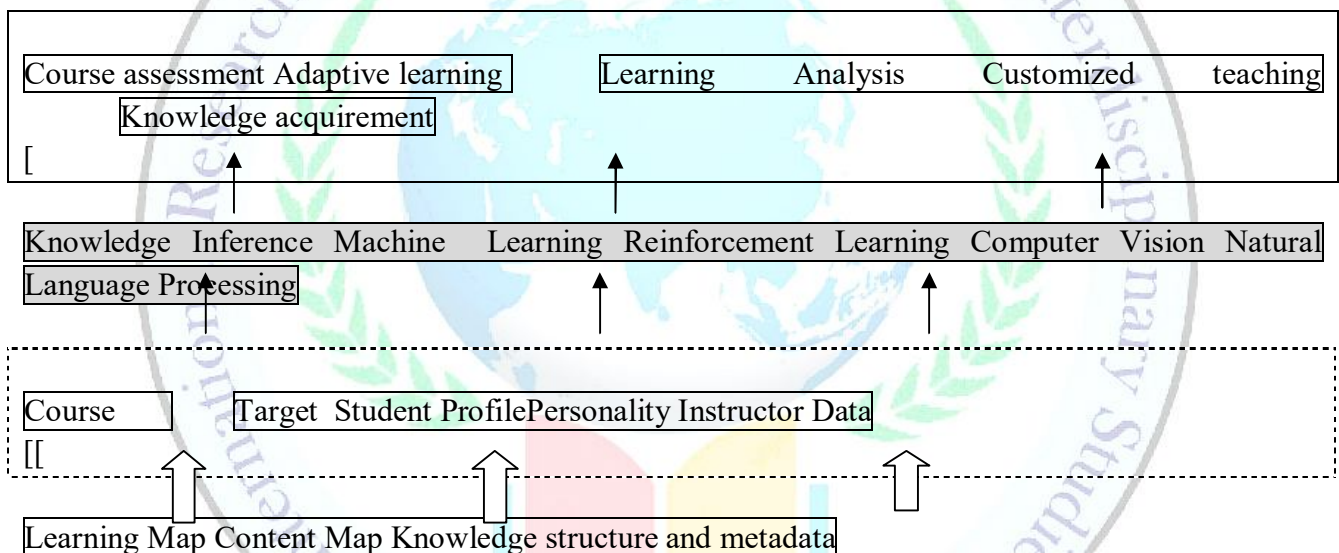 Course assessment Adaptive learning Learning Analysis Customized teaching
Knowledge acquirement
[
Knowledge Inference Machine Learning Reinforcement Learning Computer Vision Natural
Language Processing
Course Target Student ProfilePersonality Instructor Data
[[
Learning Map Content Map Knowledge structure and metadata